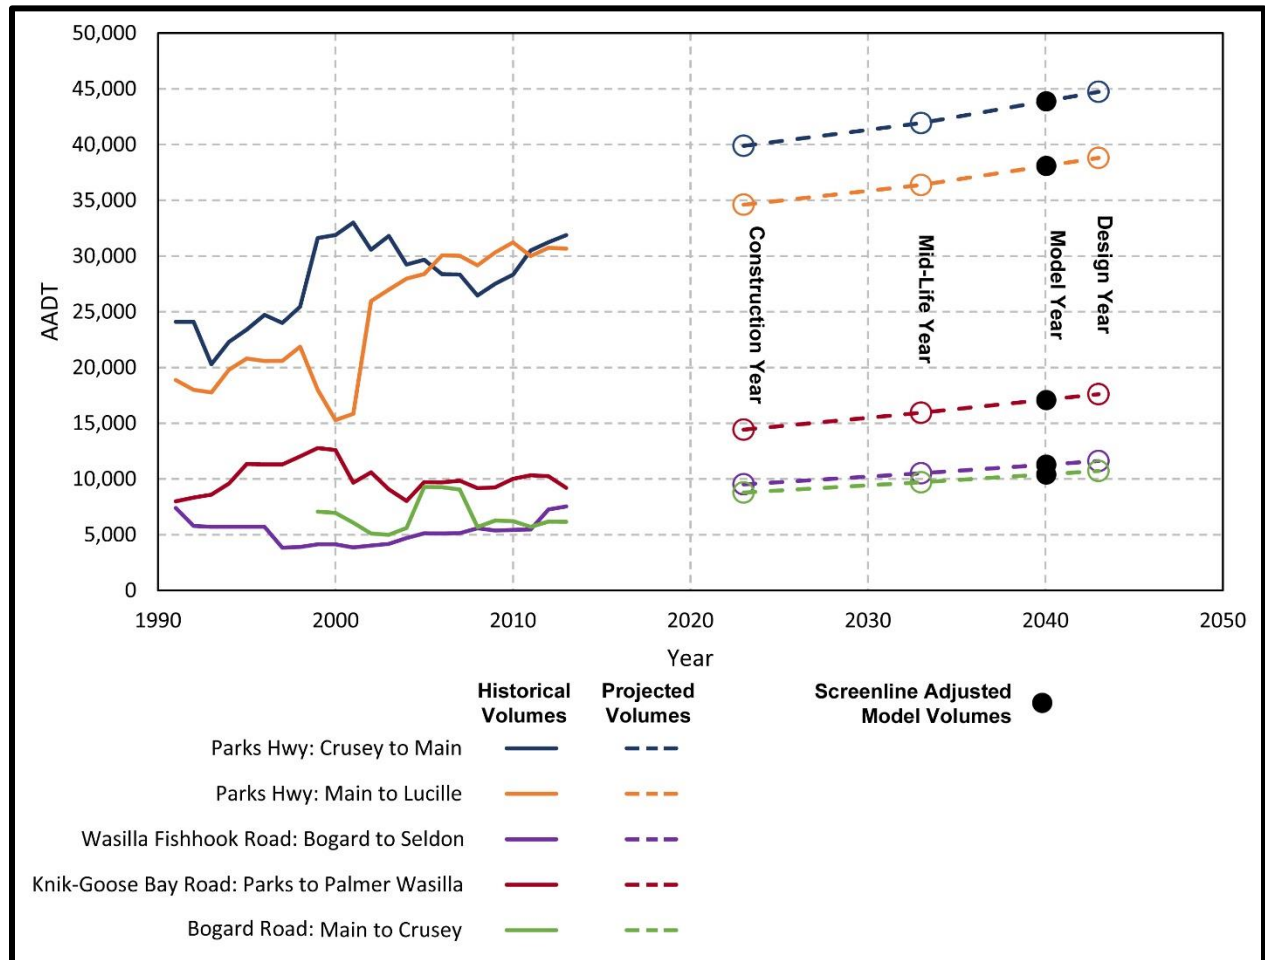 50,000
45,000
40,000
35,000
30,000
25,000
20,000
15,000
10,000
5,000
0
AADT
1990
2000
2010
2020
2030
2040
2050
Year
Construction Year
Mid-Life Year
Model Year
Design Year
Historical
Volumes
Projected
Volumes
Screenline Adjusted
Model Volumes
Parks Hwy: Crusey to Main
Parks Hwy: Main to Lucille
Wasilla Fishhook Road: Bogard to Seldon
Knik-Goose Bay Road: Parks to Palmer Wasilla
Bogard Road: Main to Crusey